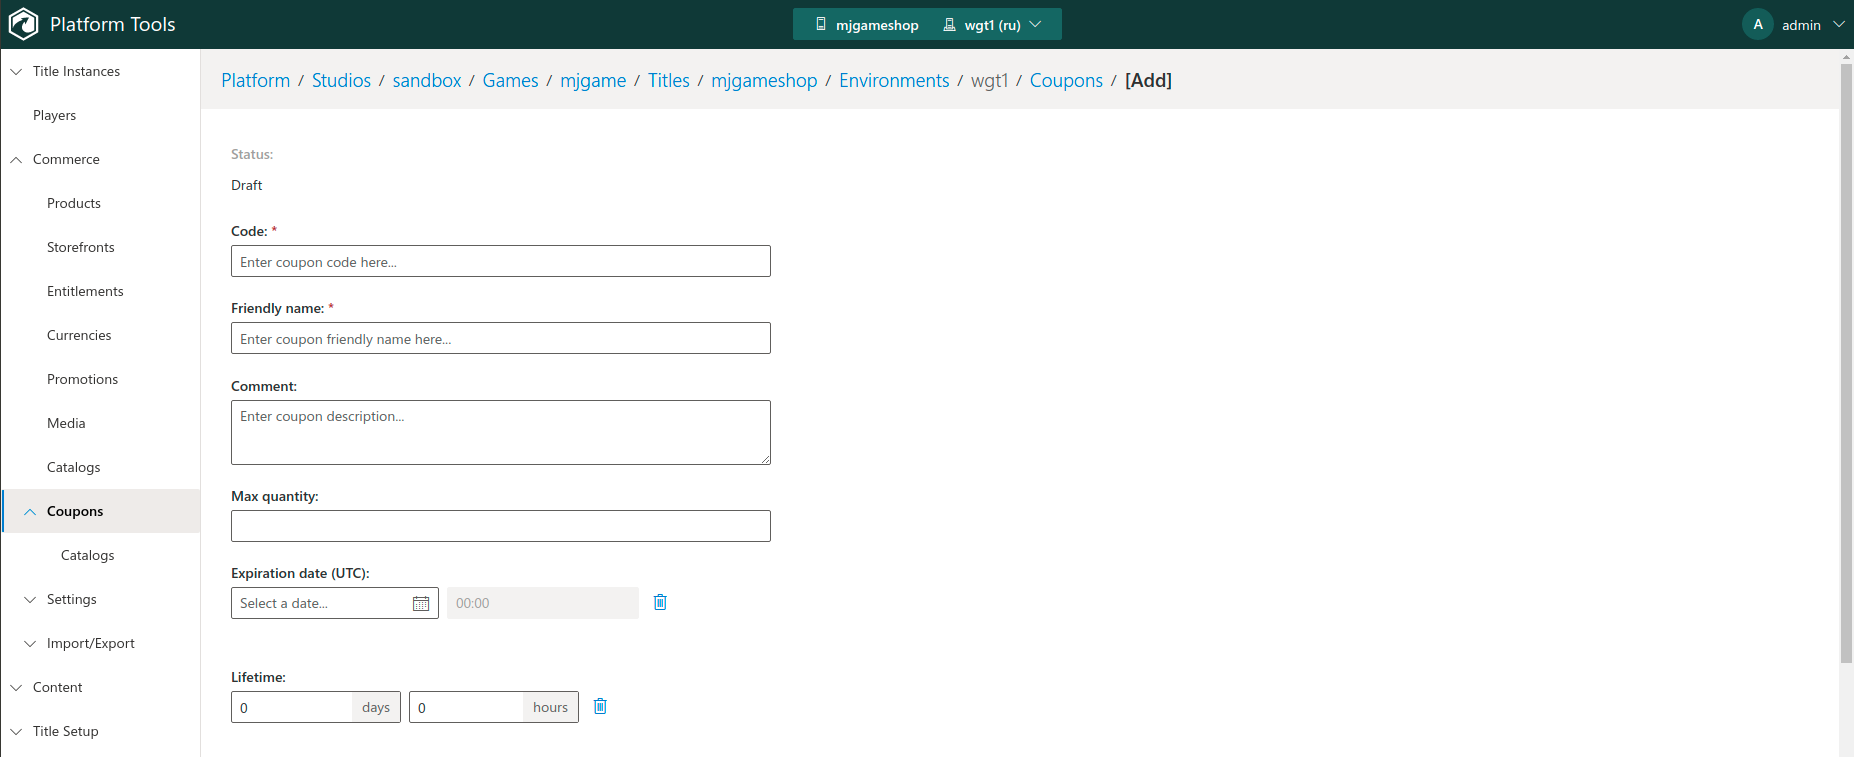 Platform Tools
mjgameshop wgt1 (ru)
A admin
Title Instances
Players
Commerce
Products
Storefronts
Entitlements
Currencies
Promotions
Media
Catalogs
Coupons
Catalogs
Settings
Import/Export
Content
Title Setup
Platform / Studios / sandbox / Games / mjgame / Titles / mjgameshop / Environments / wgt1 / Coupons / [Add]
Status:
Draft
Code: *
Enter coupon code here...
Friendly name: *
Enter coupon friendly name here...
Comment:
Enter coupon description...
Max quantity:
Expiration date (UTC):
Select a date... 00:00
Lifetime:
0 days 0 hours